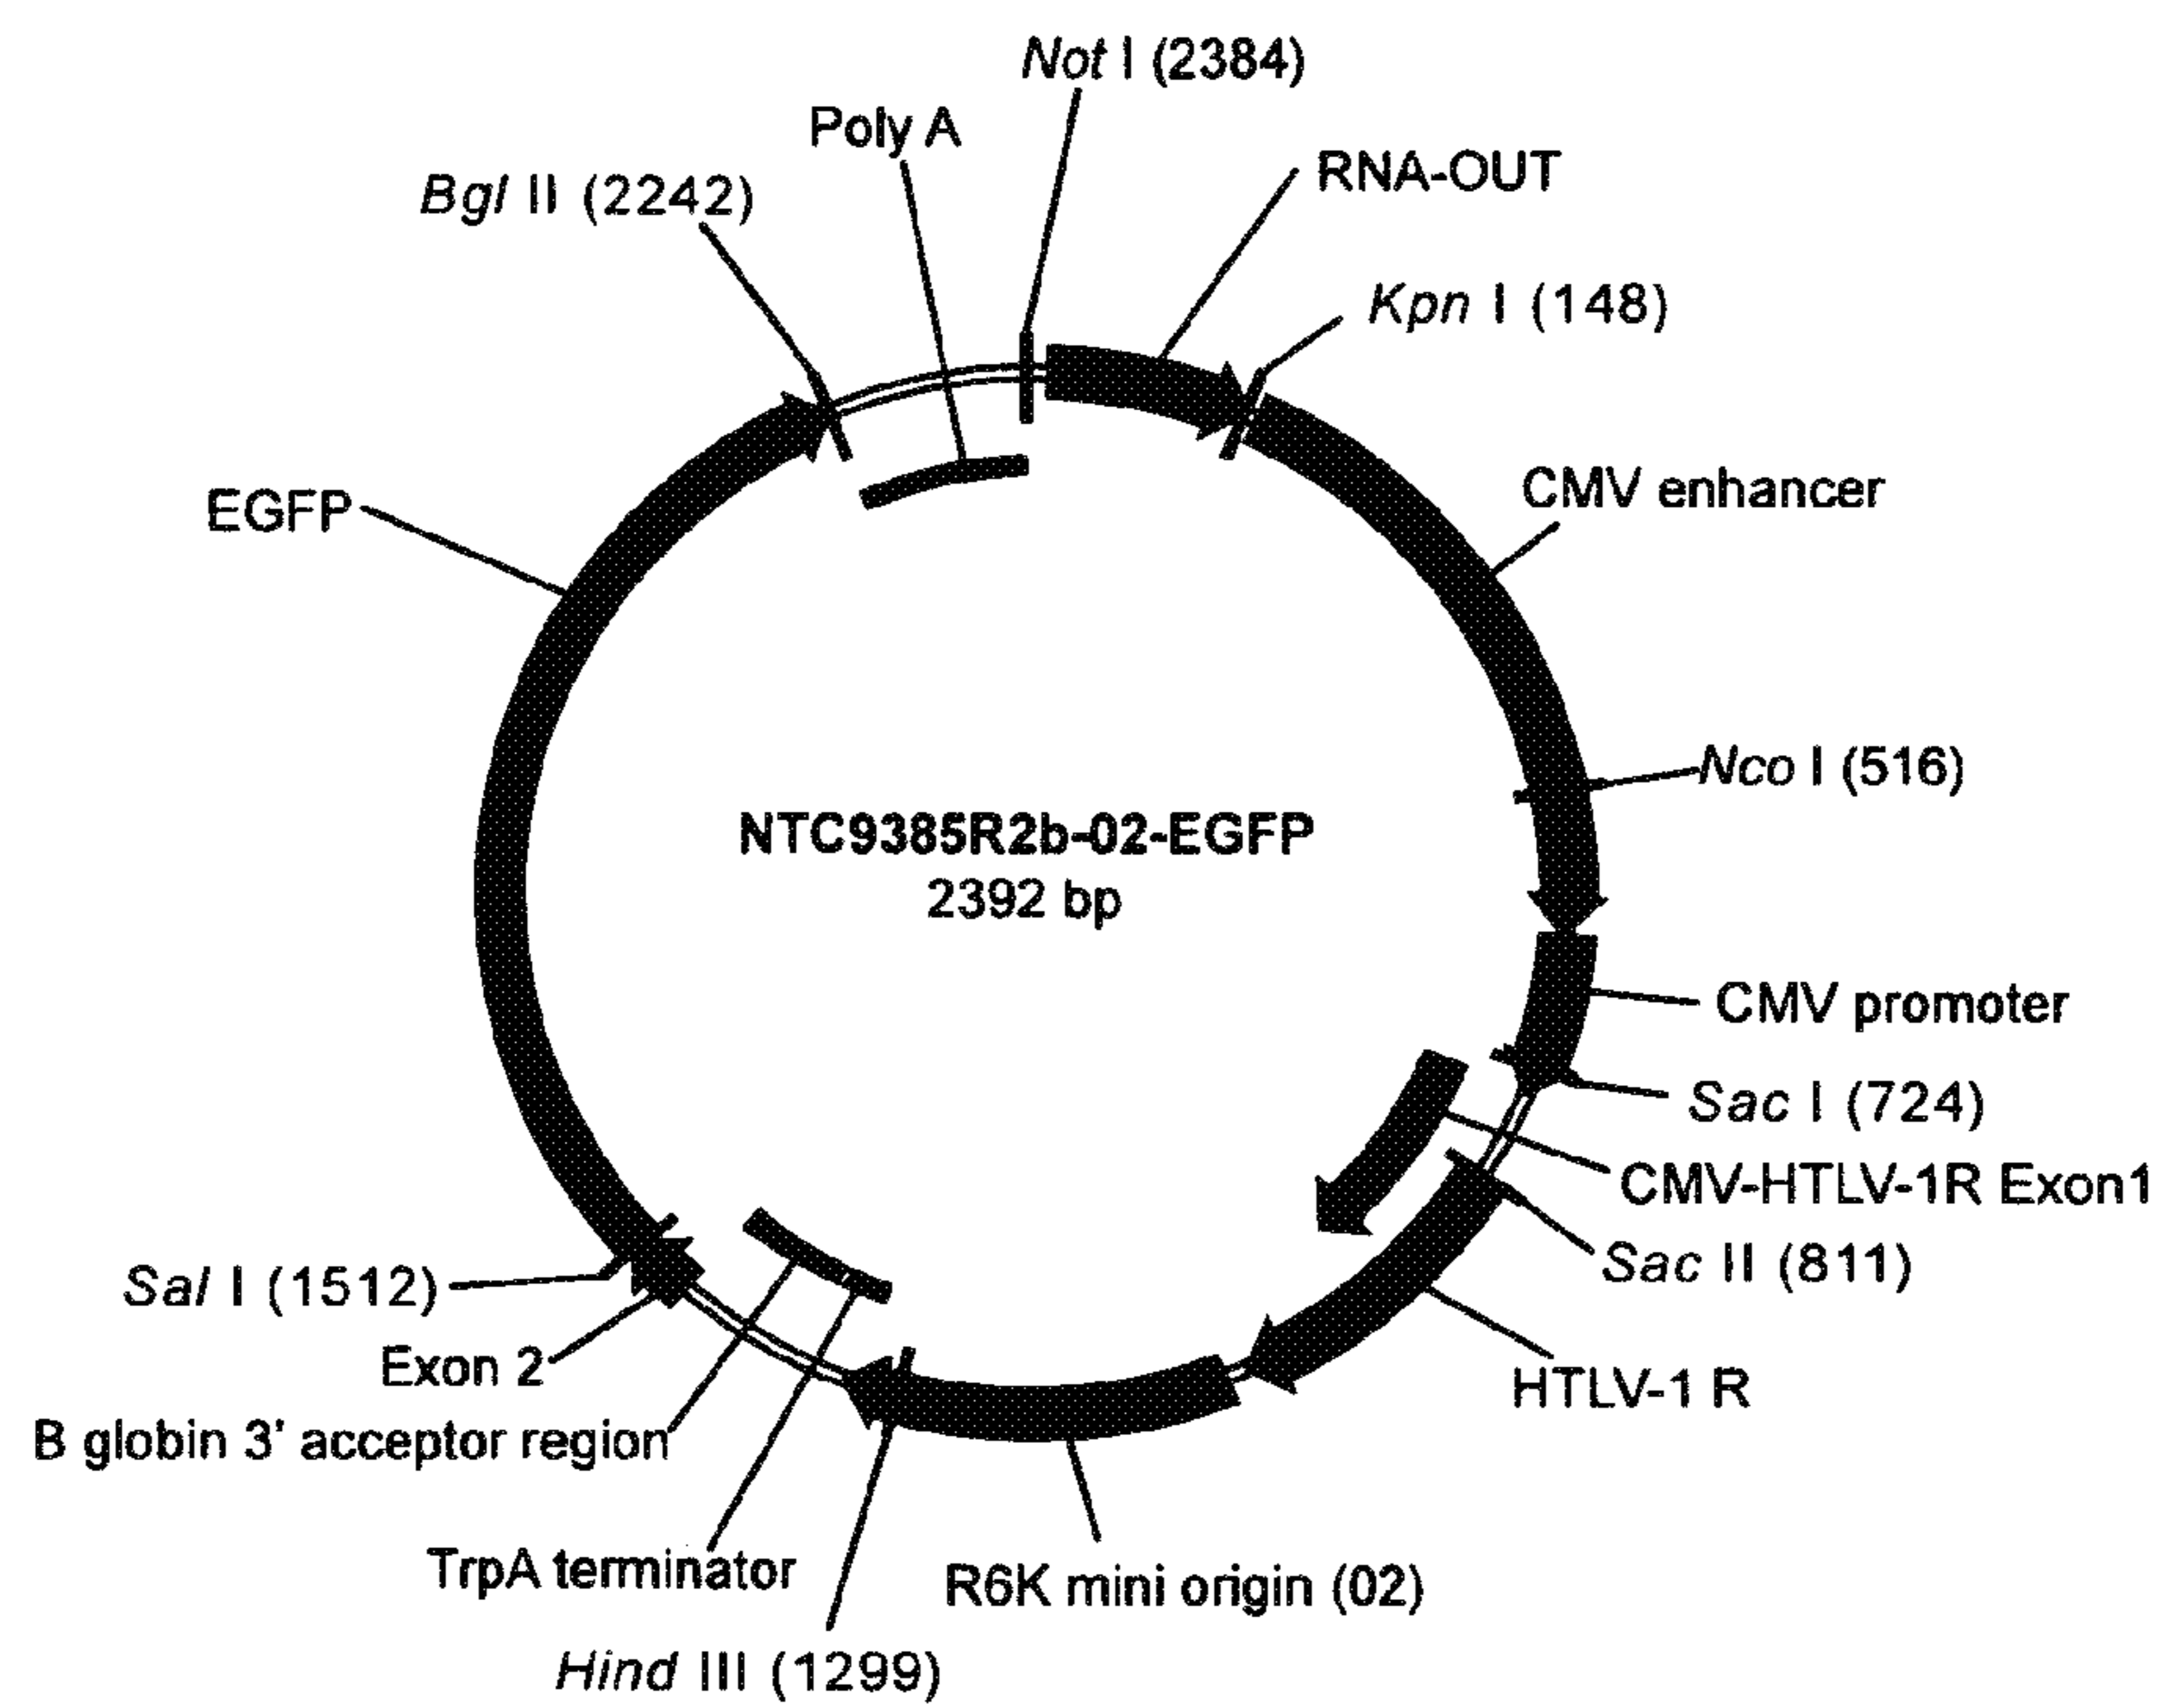 Not I (2384)
Poly A
RNA-OUT
Bgl II (2242)
Kpn I (148)
CMV enhancer
EGFP
Nco I (516)
NTC9385R2b-02-EGFP
2392 bp
CMV promoter
Sac I (724)
CMV-HTLV-1R Exon1
Sac II (811)
Sal I (1512)
Exon 2
HTLV-1 R
B globin 3' acceptor region
TrpA terminator
R6K mini origin (02)
Hind III (1299)